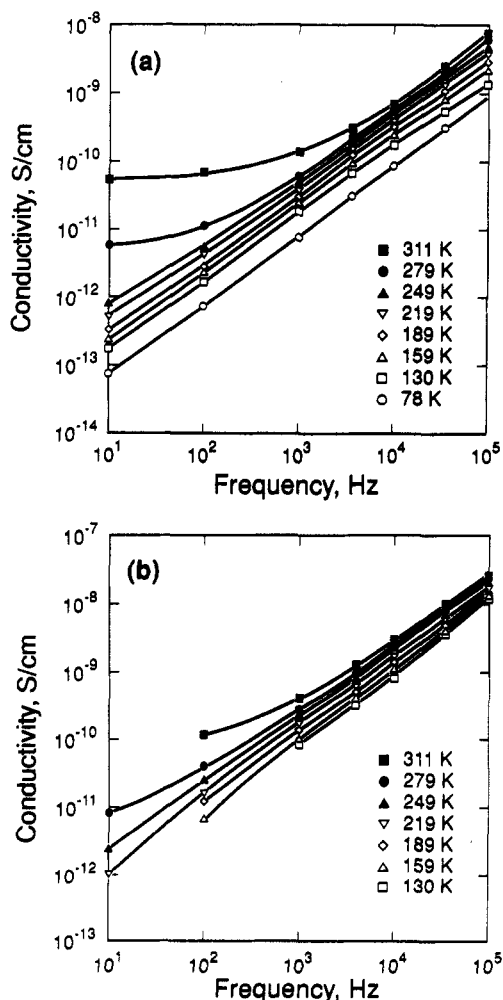 (a)
Conductivity, S/cm
10⁻⁸
10⁻⁹
10⁻¹⁰
10⁻¹¹
10⁻¹²
10⁻¹³
10⁻¹⁴
311 K
279 K
249 K
219 K
189 K
159 K
130 K
78 K
10¹ 10² 10³ 10⁴ 10⁵
Frequency, Hz
(b)
Conductivity, S/cm
10⁻⁷
10⁻⁸
10⁻⁹
10⁻¹⁰
10⁻¹¹
10⁻¹²
10⁻¹³
311 K
279 K
249 K
219 K
189 K
159 K
130 K
10¹ 10² 10³ 10⁴ 10⁵
Frequency, Hz